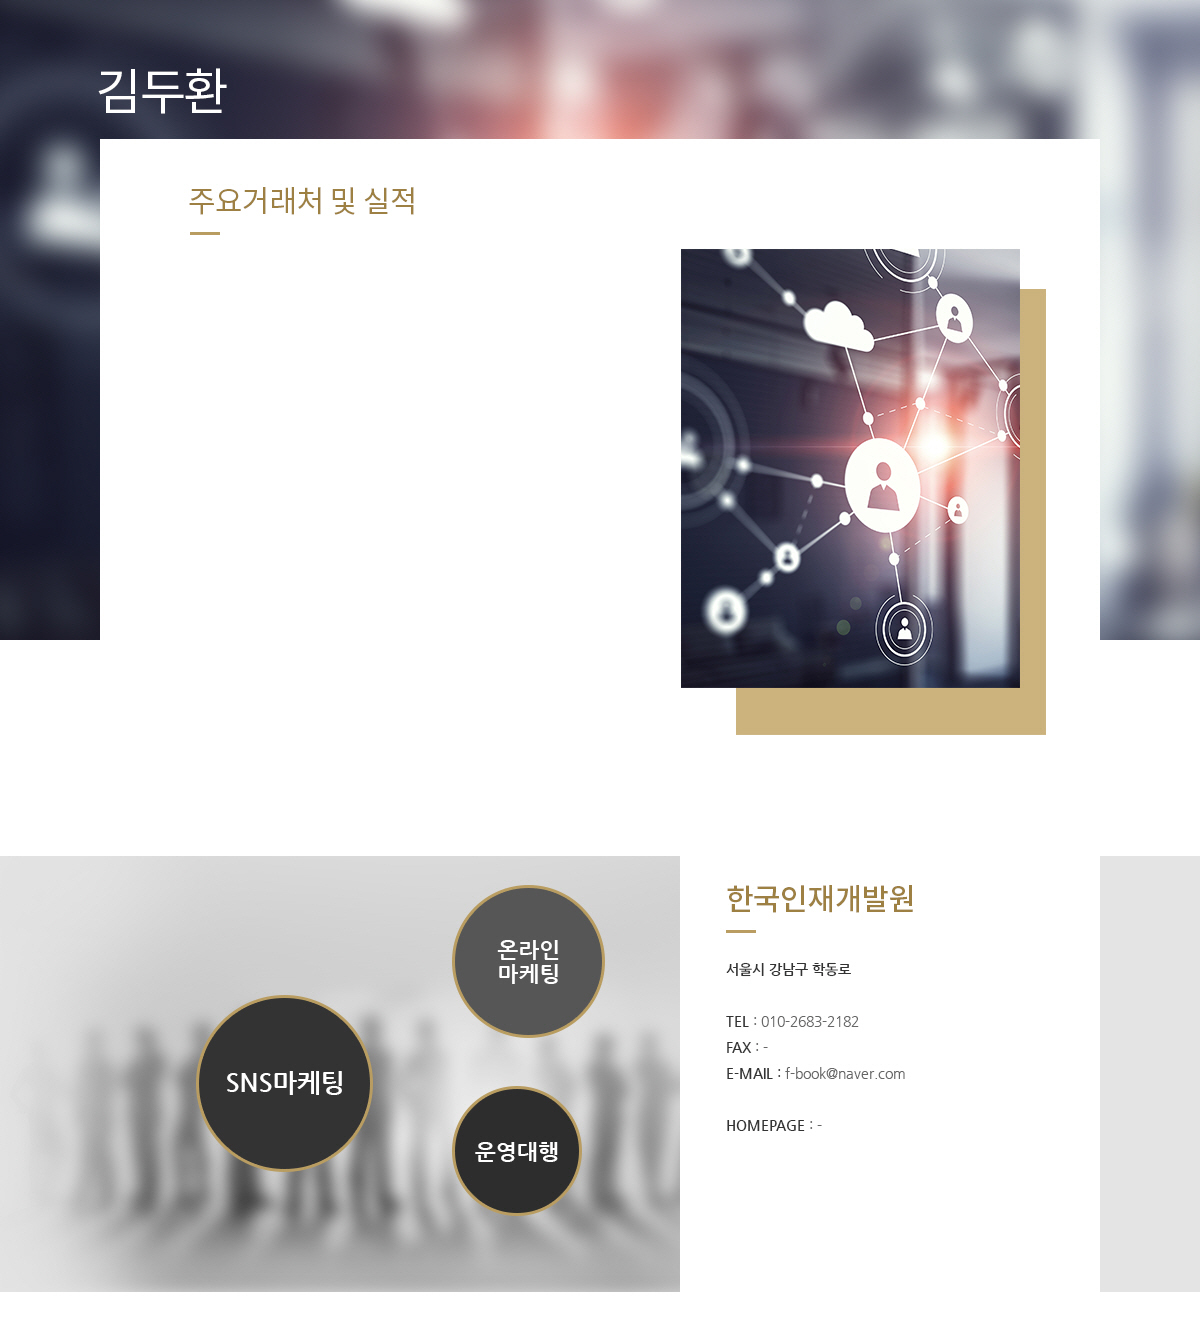 김두환
주요거래처 및 실적
온라인
마케팅
SNS마케팅
운영대행
한국인재개발원
서울시 강남구 학동로
TEL : 010-2683-2182
FAX : -
E-MAIL : f-book@naver.com
HOMEPAGE : -